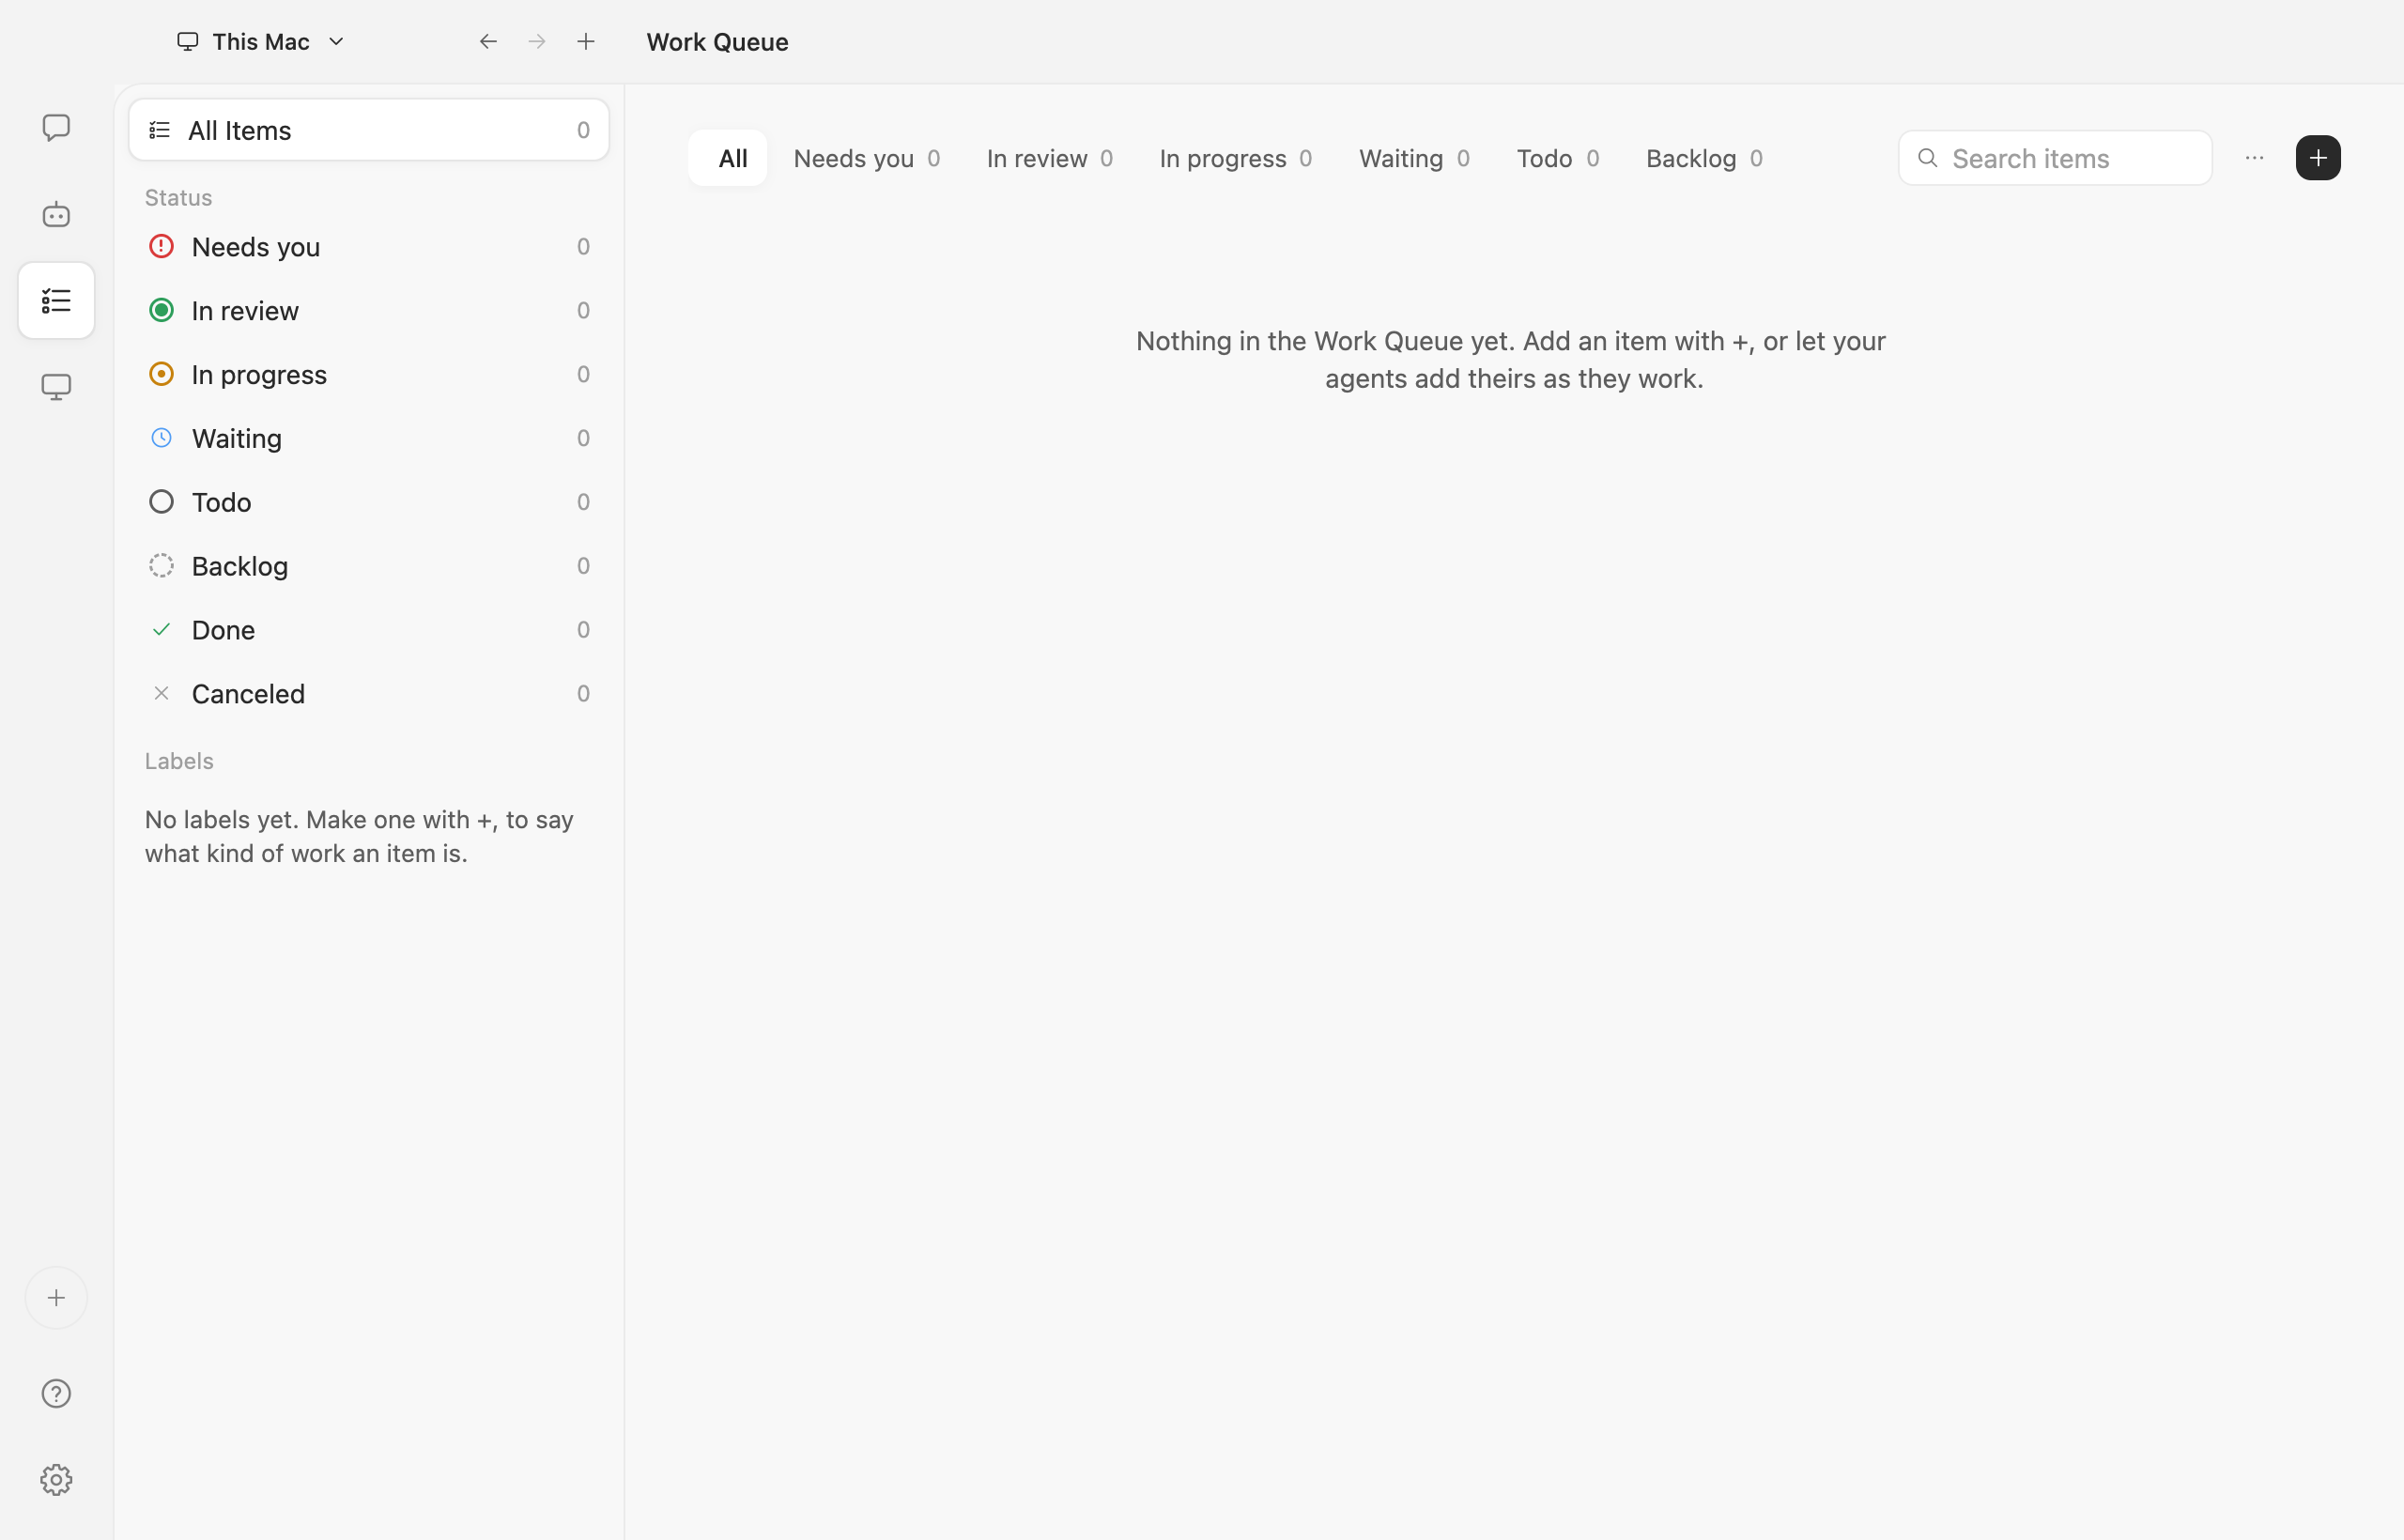 This Mac
Work Queue
All Items 0
Status
Needs you 0
In review 0
In progress 0
Waiting 0
Todo 0
Backlog 0
Done 0
Canceled 0
Labels
No labels yet. Make one with +, to say
what kind of work an item is.
All Needs you 0 In review 0 In progress 0 Waiting 0 Todo 0 Backlog 0 Search items
Nothing in the Work Queue yet. Add an item with +, or let your
agents add theirs as they work.